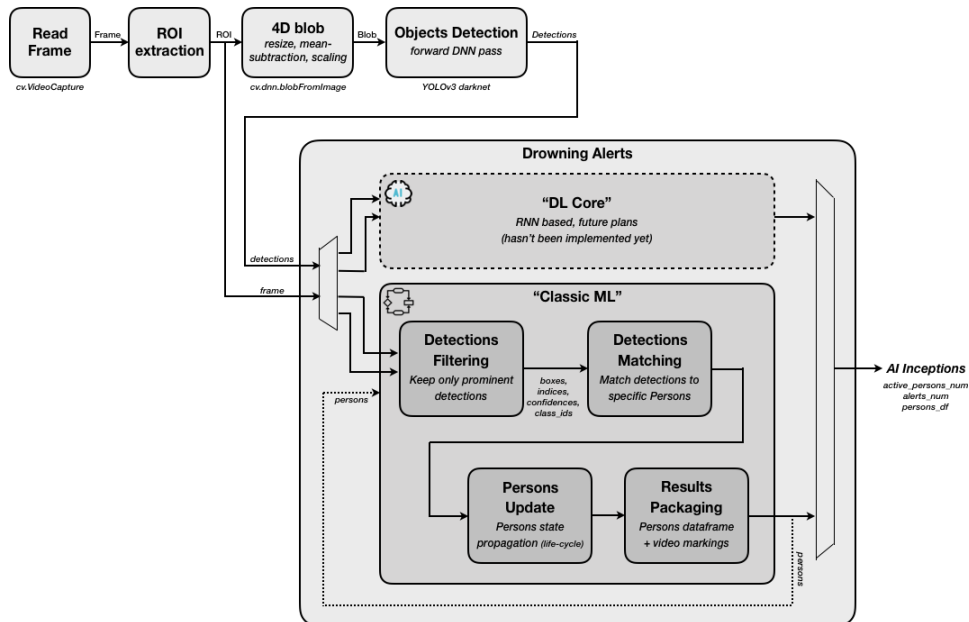 Read
Frame
cv.VideoCapture
Frame
ROI
extraction
ROI
4D blob
resize, mean-
subtraction, scaling
cv.dnn.blobFromImage
Blob
Objects Detection
forward DNN pass
YOLOv3 darknet
Detections
Drowning Alerts
AI
“DL Core”
RNN based, future plans
(hasn’t been implemented yet)
detections
frame
“Classic ML”
Detections
Filtering
Keep only prominent
detections
boxes,
indices,
confidences,
class_ids
Detections
Matching
Match detections to
specific Persons
persons
Persons
Update
Persons state
propagation (life-cycle)
Results
Packaging
Persons dataframe
+ video markings
persons
AI Inceptions
active_persons_num
alerts_num
persons_df